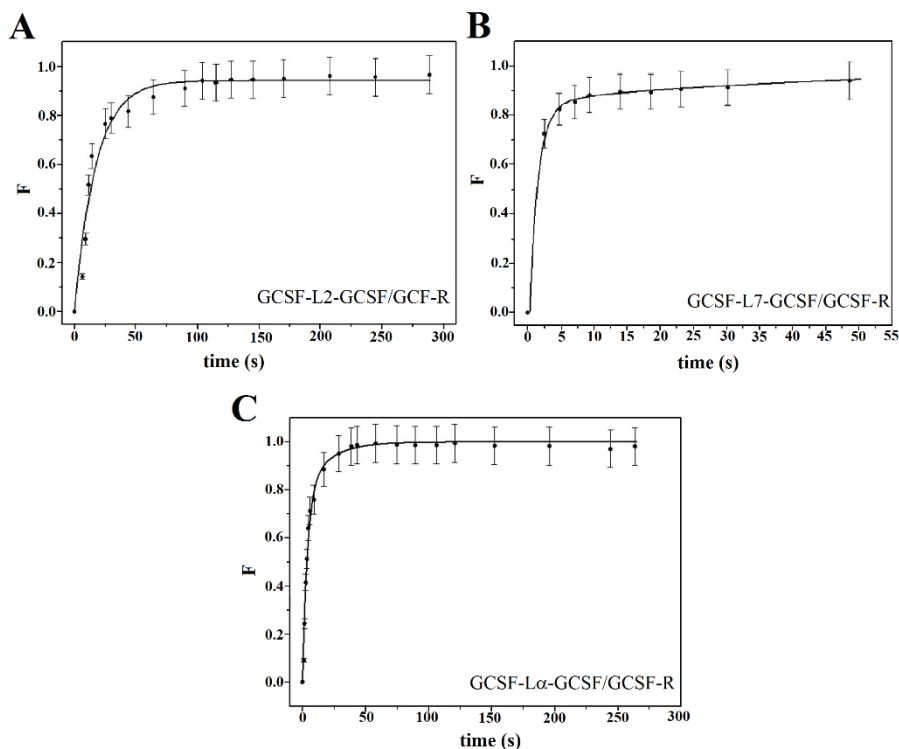 A
1.0
0.8
0.6
0.4
0.2
0.0
F
0 50 100 150 200 250 300
time (s)
GCSF-L2-GCSF/GCF-R
B
1.0
0.8
0.6
0.4
0.2
0.0
F
0 5 10 15 20 25 30 35 40 45 50 55
time (s)
GCSF-L7-GCSF/GCSF-R
C
1.0
0.8
0.6
0.4
0.2
0.0
F
0 50 100 150 200 250 300
time (s)
GCSF-Lα-GCSF/GCSF-R